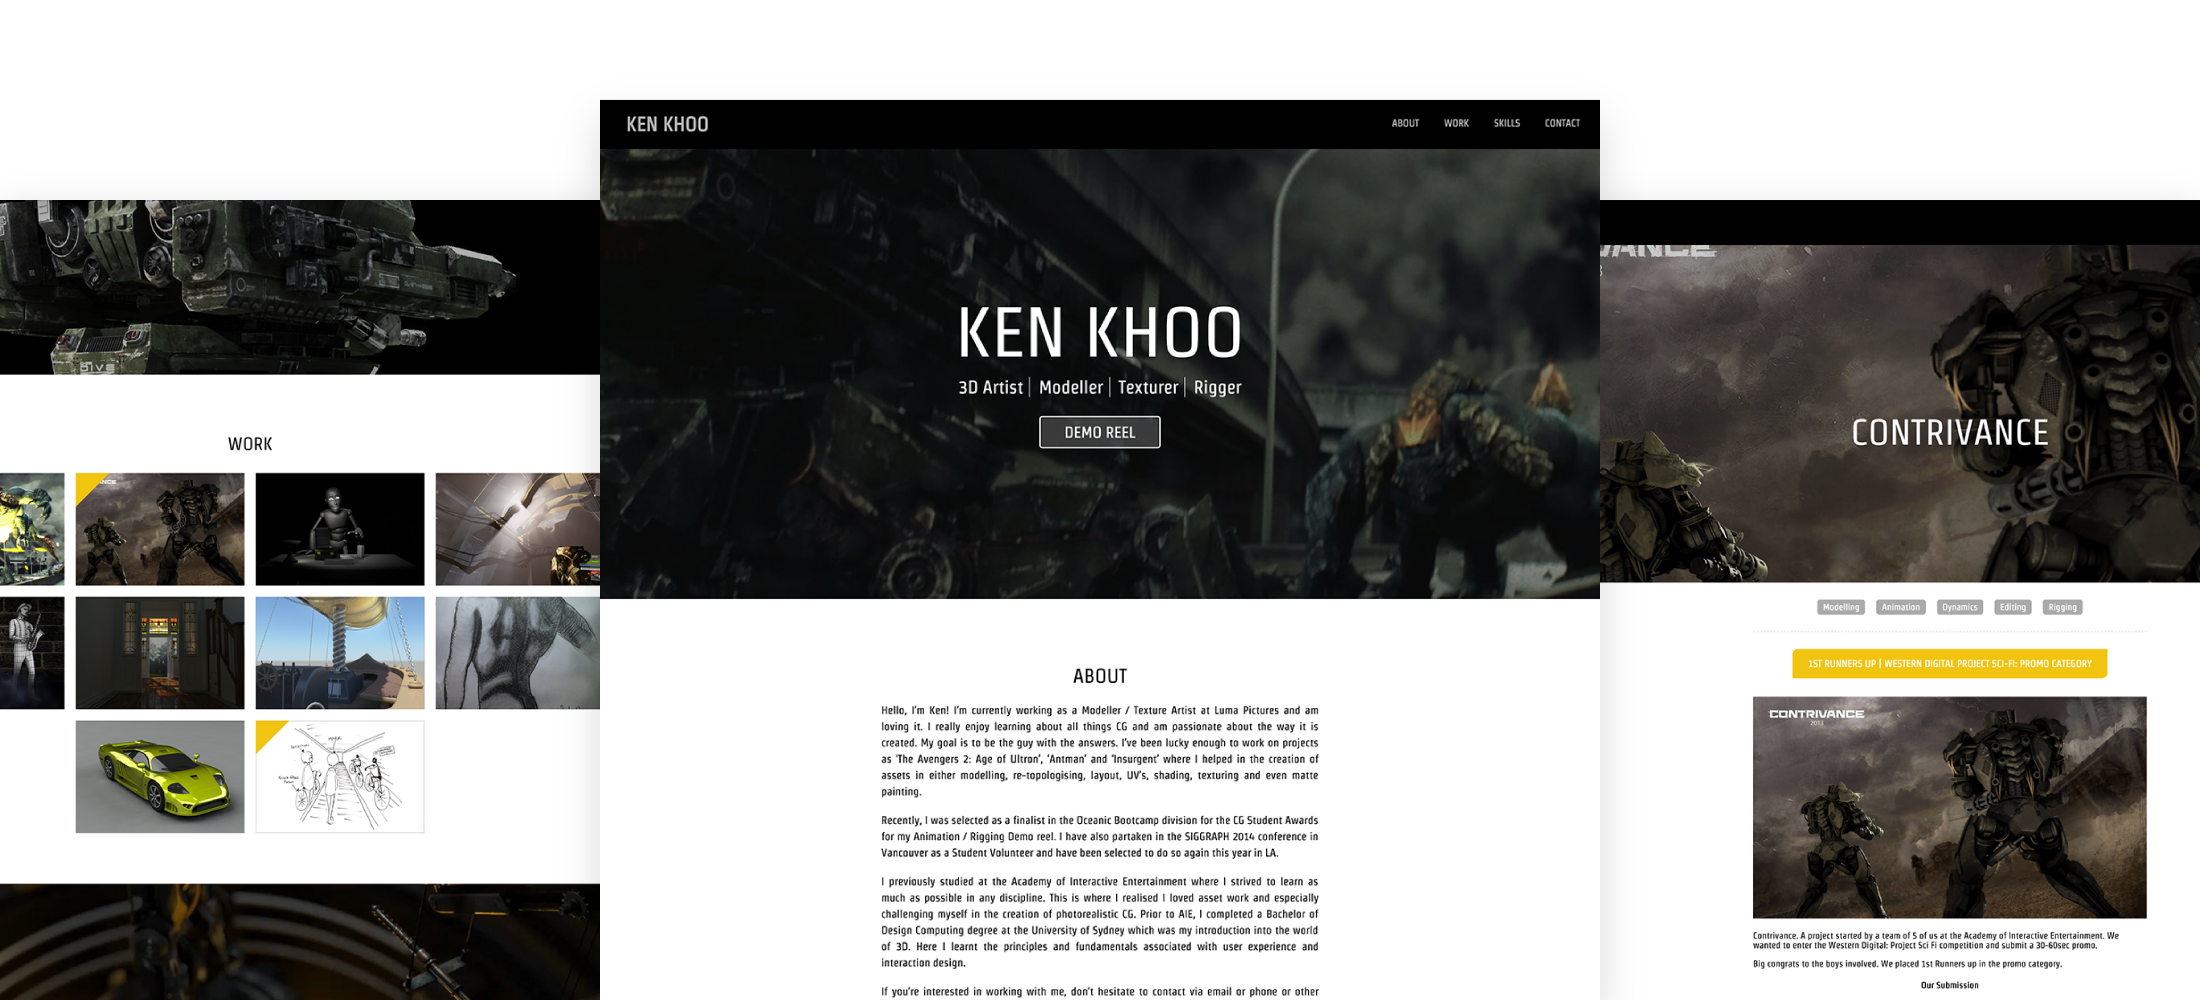 KEN KHOO
ABOUT
WORK
SKILLS
CONTACT
KEN KHOO
3D Artist | Modeller | Texturer | Rigger
DEMO REEL
ABOUT
Hello, I'm Ken! I'm currently working as a Modeller / Texture Artist at Luma Pictures and am
loving it. I really enjoy learning about all things CG and am passionate about the way it is
created. My goal is to be the guy with the answers. I've been lucky enough to work on projects
as 'The Avengers 2: Age of Ultron', 'Antman' and 'Insurgent' where I helped in the creation of
assets in either modelling, re-topologising, layout, UV's, shading, texturing and even matte
painting.
Recently, I was selected as a finalist in the Oceanic Bootcamp division for the CG Student Awards
for my Animation / Rigging Demo reel. I have also partaken in the SIGGRAPH 2014 conference in
Vancouver as a Student Volunteer and have been selected to do so again this year in LA.
I previously studied at the Academy of Interactive Entertainment where I strived to learn as
much as possible in any discipline. This is where I realised I loved asset work and especially
challenging myself in the creation of photorealistic CG. Prior to AIE, I completed a Bachelor of
Design Computing degree at the University of Sydney which was my introduction into the world
of 3D. Here I learnt the principles and fundamentals associated with user experience and
interaction design.
If you're interested in working with me, don't hesitate to contact via email or phone or other
WORK
CONTRIVANCE
Modelling
Animation
Dynamics
Editing
Rigging
1ST RUNNERS UP | WESTERN DIGITAL PROJECT SCI-FI: PROMO CATEGORY
CONTRIVANCE
2013
Contrivance. A project started by a team of 5 of us at the Academy of Interactive Entertainment. We
wanted to enter the Western Digital: Project Sci Fi competition and submit a 30-60sec promo.
Big congrats to the boys involved. We placed 1st Runners up in the promo category.
Our Submission